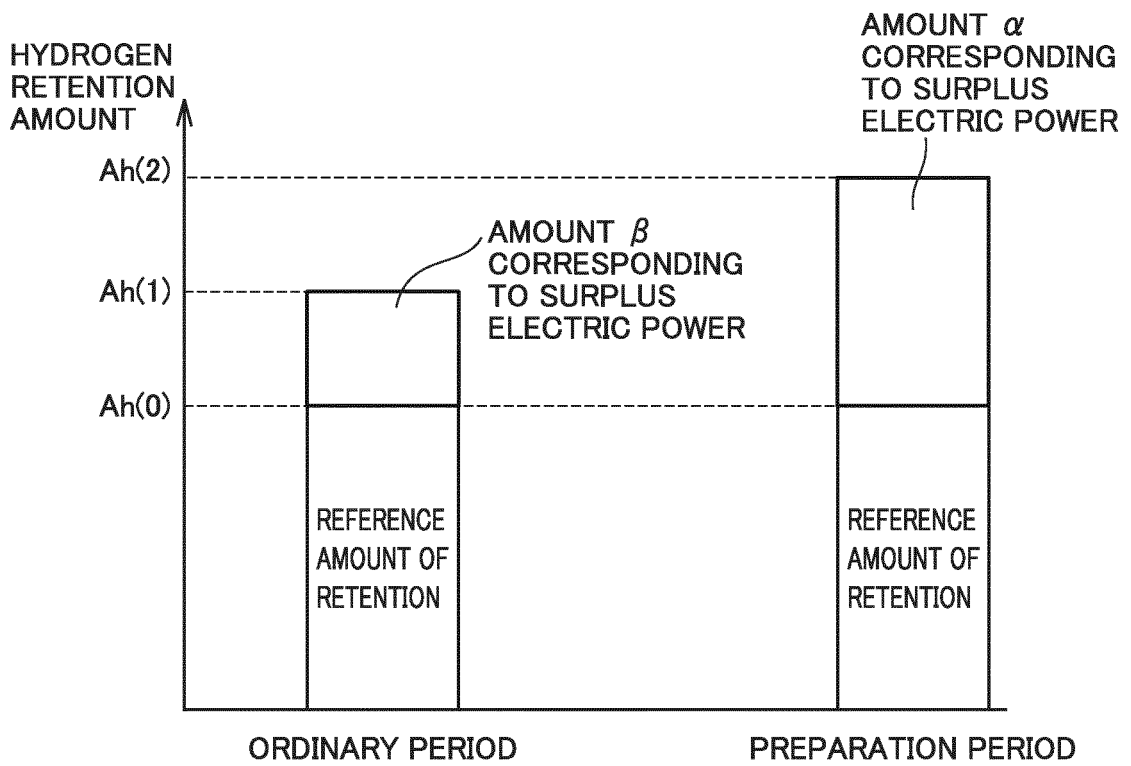 HYDROGEN
RETENTION
AMOUNT
AMOUNT α
CORRESPONDING
TO SURPLUS
ELECTRIC POWER
Ah(2)
AMOUNT β
CORRESPONDING
TO SURPLUS
ELECTRIC POWER
Ah(1)
Ah(0)
REFERENCE
AMOUNT OF
RETENTION
REFERENCE
AMOUNT OF
RETENTION
ORDINARY PERIOD
PREPARATION PERIOD